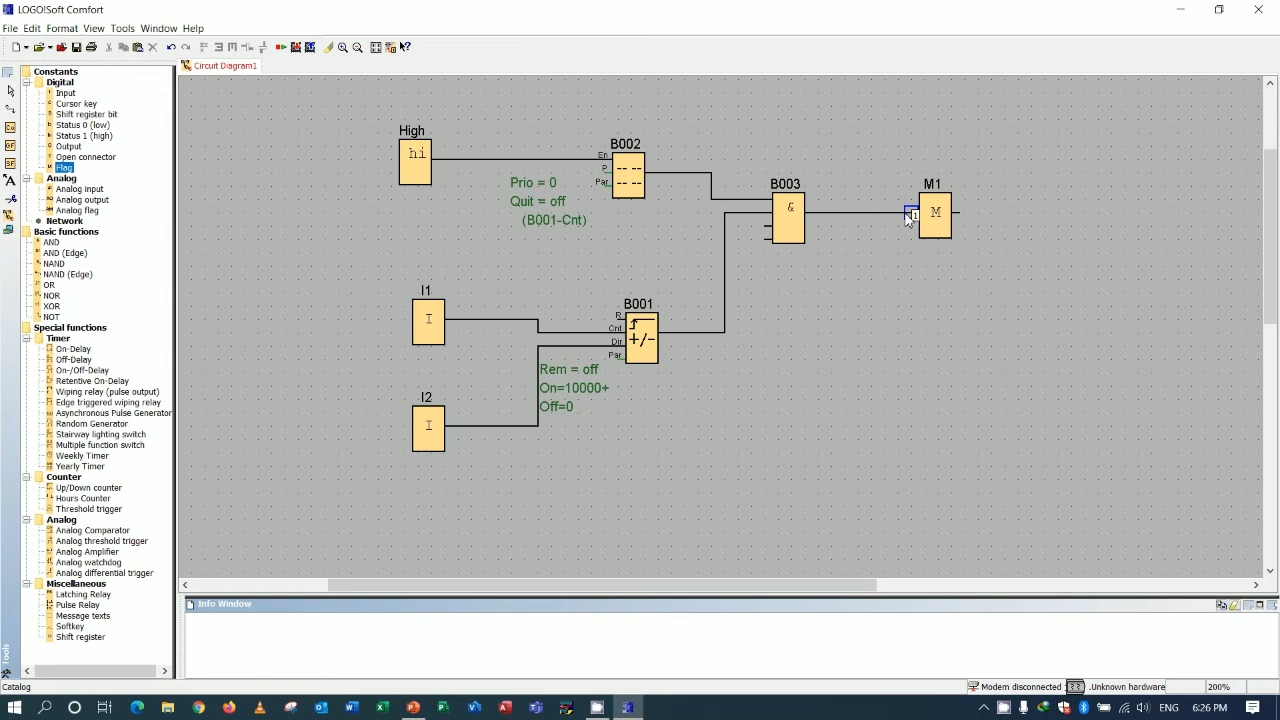 LOGO!Soft Comfort
File Edit Format View Tools Window Help
Circuit Diagram1
Constants
Digital
Input
Cursor key
Shift register bit
Status 0 (low)
Status 1 (high)
Output
Open connector
Flag
Analog
Analog input
Analog output
Analog flag
Network
Basic functions
AND
AND (Edge)
NAND
NAND (Edge)
OR
NOR
XOR
NOT
Special functions
Timer
On-Delay
Off-Delay
On-/Off-Delay
Retentive On-Delay
Wiping relay (pulse output)
Edge triggered wiping relay
Asynchronous Pulse Generator
Random Generator
Stairway lighting switch
Multiple function switch
Weekly Timer
Yearly Timer
Counter
Up/Down counter
Hours Counter
Threshold trigger
Analog
Analog Comparator
Analog threshold trigger
Analog Amplifier
Analog watchdog
Analog differential trigger
Miscellaneous
Latching Relay
Pulse Relay
Message texts
Softkey
Shift register
Tools
High
hi
B002
En
P
Par
Prio = 0
Quit = off
(B001-Cnt)
B003
&
M1
1
M
I1
I
B001
R
Cnt
Dir
Par
+/-
Rem = off
On=10000+
Off=0
I2
I
Info Window
Catalog
Modem disconnected
??
.Unknown hardware
200%
ENG
6:26 PM